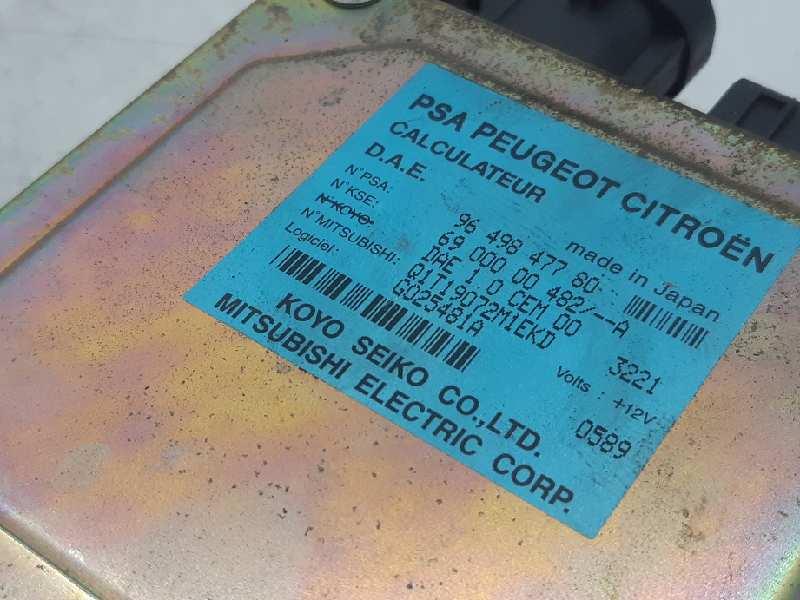 PSA PEUGEOT CITROËN
CALCULATEUR
D.A.E. made in Japan
N°PSA: 96 498 477 80
N°KSE: 69 000 00 482/--A
N°KOYO: DAE 1 0 CEM 00 3221
N°MITSUBISHI: Q1T19072M1EKD Volts : +12V
Logiciel: G025481A 0589
KOYO SEIKO CO.,LTD.
MITSUBISHI ELECTRIC CORP.